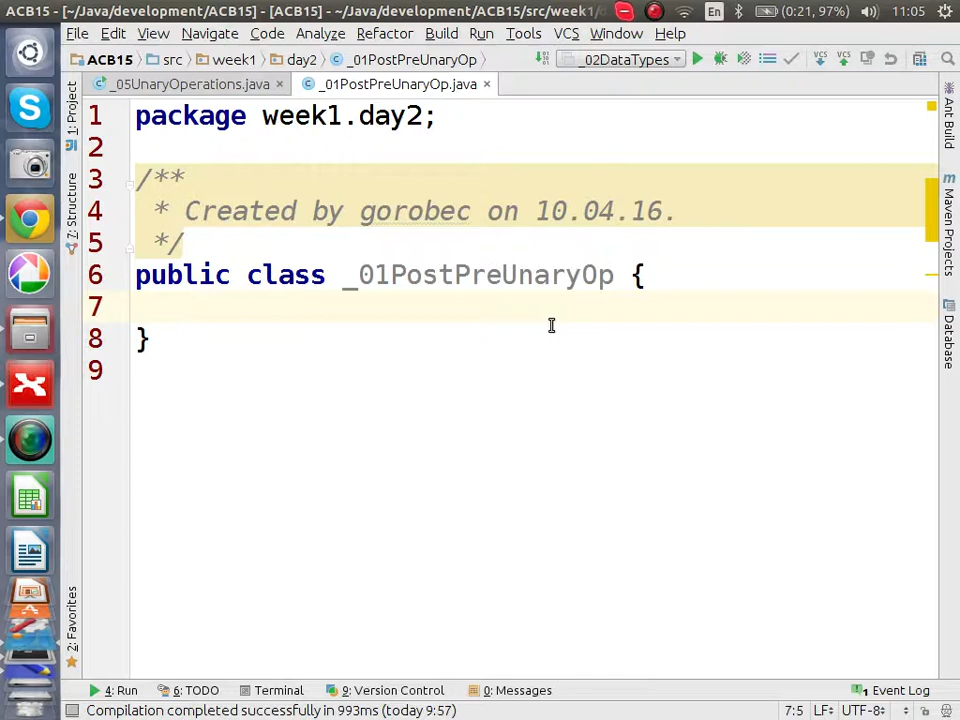 ACB15 - [~/Java/development/ACB15] - [ACB15] - ~/Java/development/ACB15/src/week1/
En (0:21, 97%) 11:05
File Edit View Navigate Code Analyze Refactor Build Run Tools VCS Window Help
ACB15 src week1 day2 _01PostPreUnaryOp _02DataTypes VCS VCS
_05UnaryOperations.java _01PostPreUnaryOp.java
1: Project
7: Structure
2: Favorites
1 package week1.day2;
2
3 /**
4 * Created by gorobec on 10.04.16.
5 */
6 public class _01PostPreUnaryOp {
7
8 }
9
Ant Build
Maven Projects
Database
4: Run 6: TODO Terminal 9: Version Control 0: Messages 1 Event Log
Compilation completed successfully in 993ms (today 9:57) 7:5 LF UTF-8